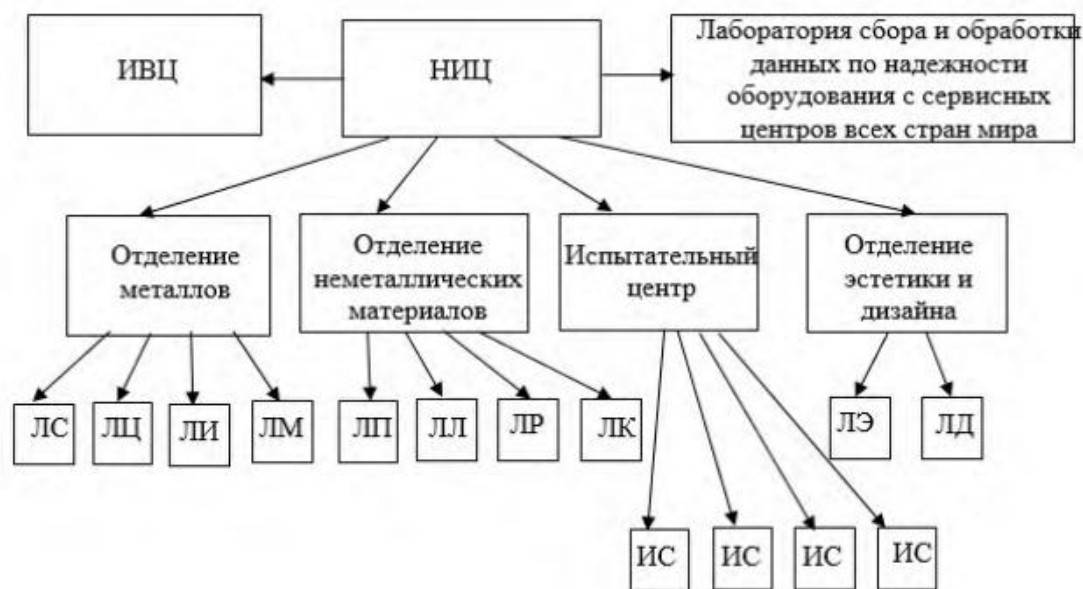 ИВЦ
НИЦ
Лаборатория сбора и обработки
данных по надежности
оборудования с сервисных
центров всех стран мира
Отделение
металлов
Отделение
неметаллических
материалов
Испытательный
центр
Отделение
эстетики и
дизайна
ЛС
ЛЦ
ЛИ
ЛМ
ЛП
ЛЛ
ЛР
ЛК
ЛЭ
ЛД
ИС
ИС
ИС
ИС